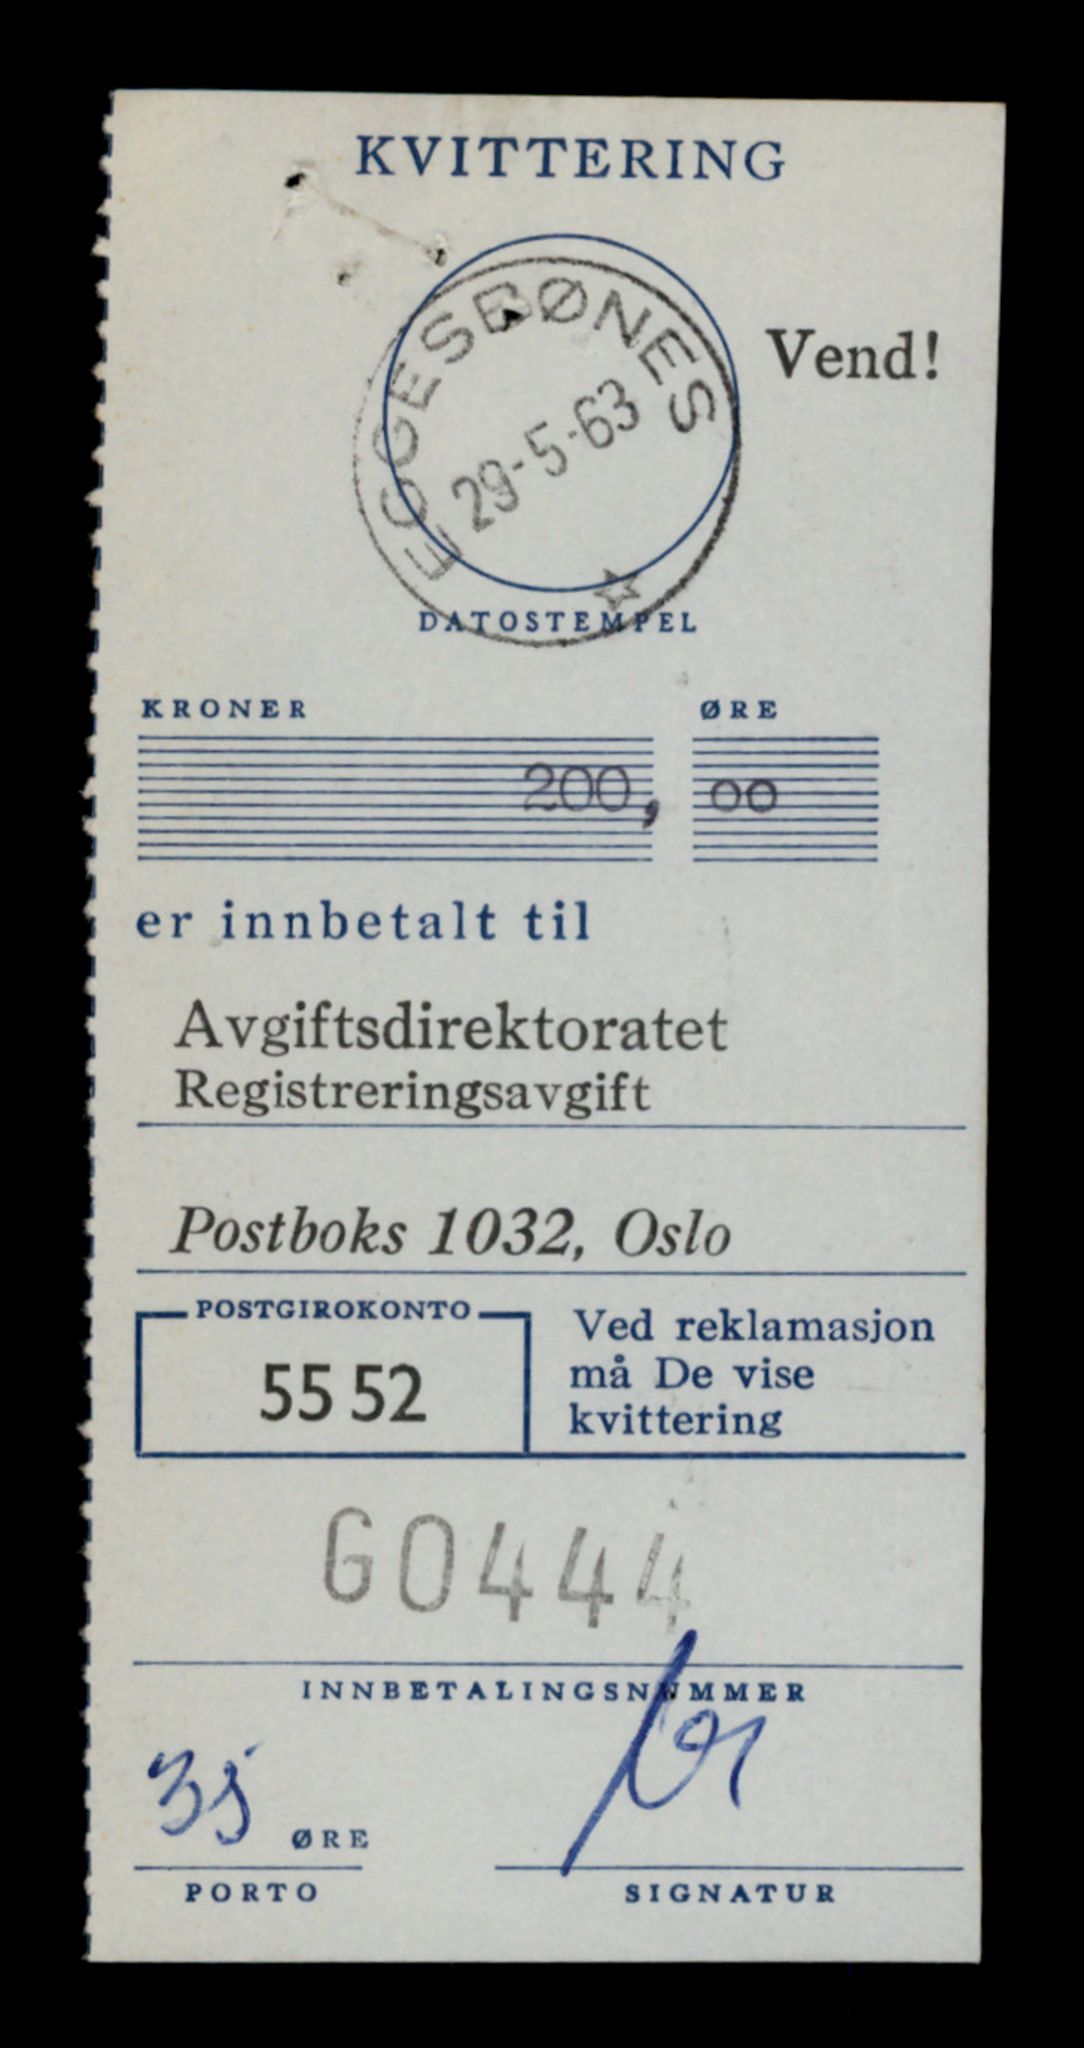 KVITTERING
EGGESBØNES
Vend!
29-5-63
DATOSTEMPEL
KRONER ØRE
200, 00
er innbetalt til
Avgiftsdirektoratet
Registreringsavgift
Postboks 1032, Oslo
POSTGIROKONTO
55 52
Ved reklamasjon
må De vise
kvittering
G0444
INNBETALINGSNUMMER
35 ØRE
PORTO SIGNATUR